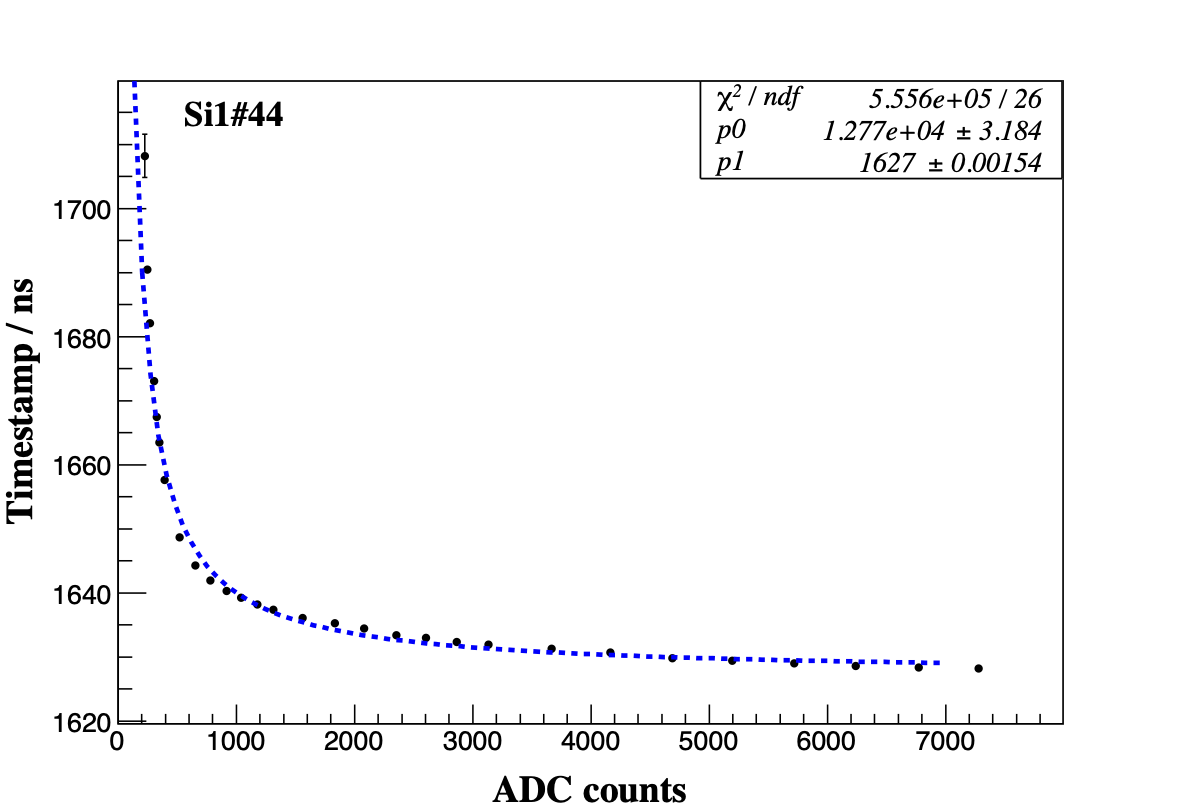 Si1#44
χ² / ndf 5.556e+05 / 26
p0 1.277e+04 ± 3.184
p1 1627 ± 0.00154
Timestamp / ns
1700
1680
1660
1640
1620
0 1000 2000 3000 4000 5000 6000 7000
ADC counts